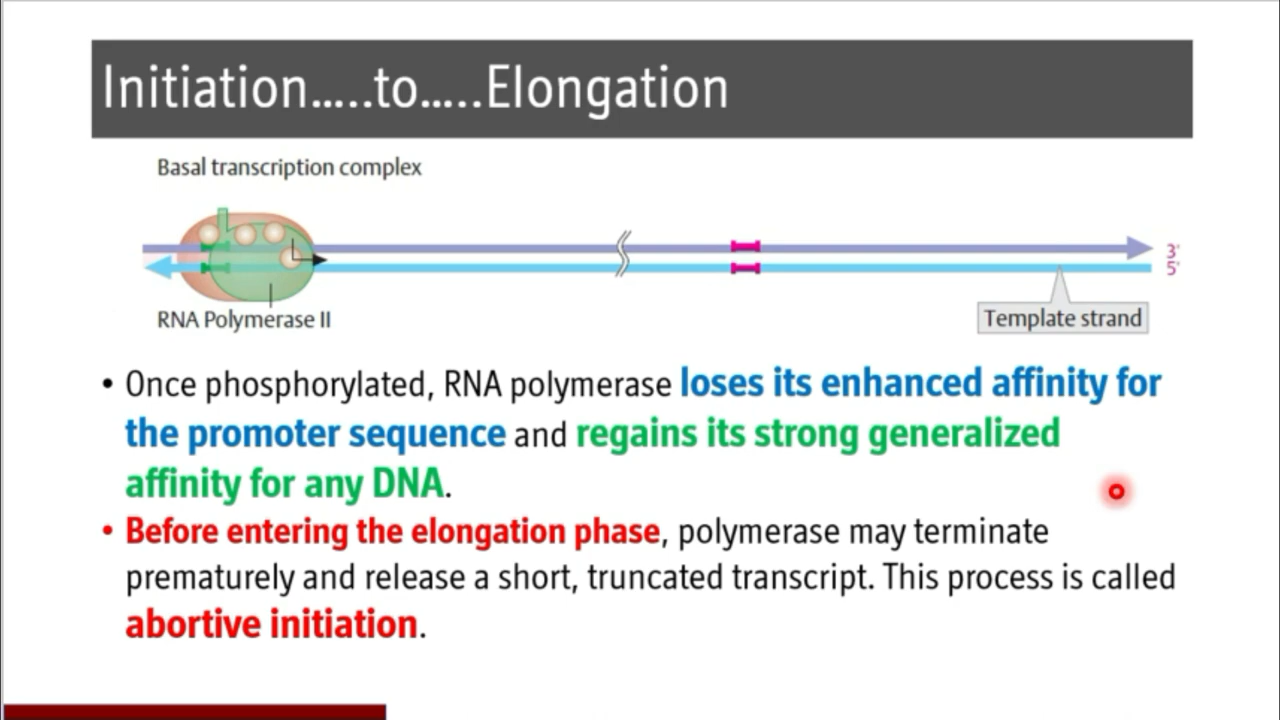 Initiation…..to…..Elongation
Basal transcription complex
3'
5'
RNA Polymerase II
Template strand
• Once phosphorylated, RNA polymerase loses its enhanced affinity for
the promoter sequence and regains its strong generalized
affinity for any DNA.
• Before entering the elongation phase, polymerase may terminate
prematurely and release a short, truncated transcript. This process is called
abortive initiation.